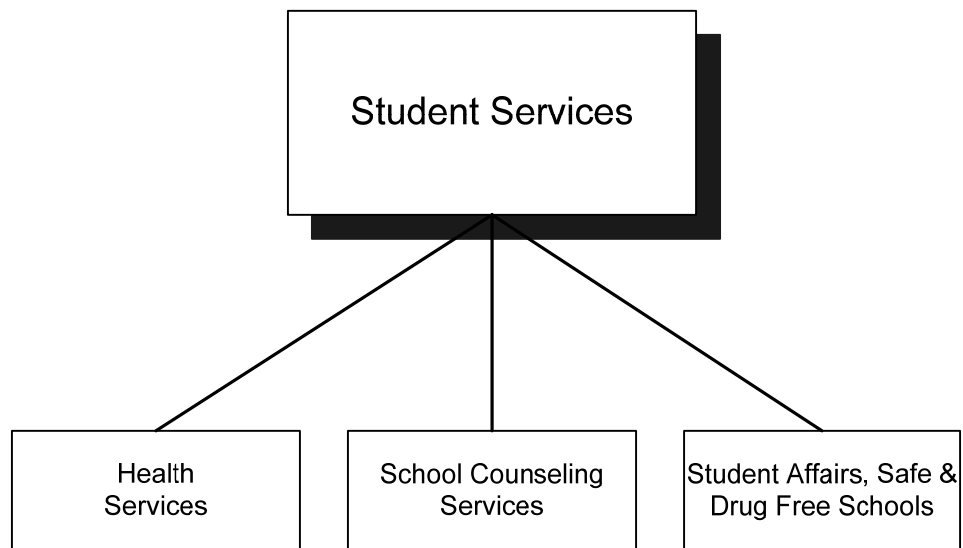 Student Services
Health
Services
School Counseling
Services
Student Affairs, Safe &
Drug Free Schools